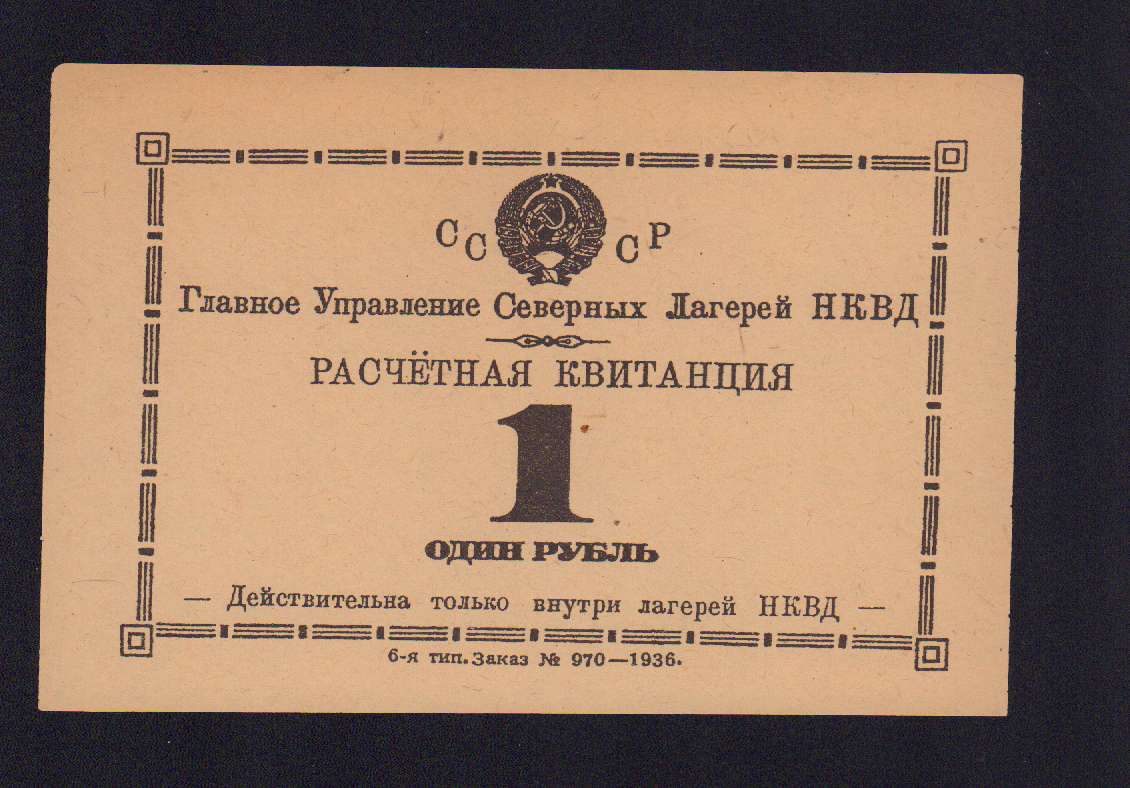 СССР
Главное Управление Северных Лагерей НКВД
РАСЧЁТНАЯ КВИТАНЦИЯ
1
ОДИН РУБЛЬ
— Действительна только внутри лагерей НКВД —
6-я тип. Заказ № 970—1936.